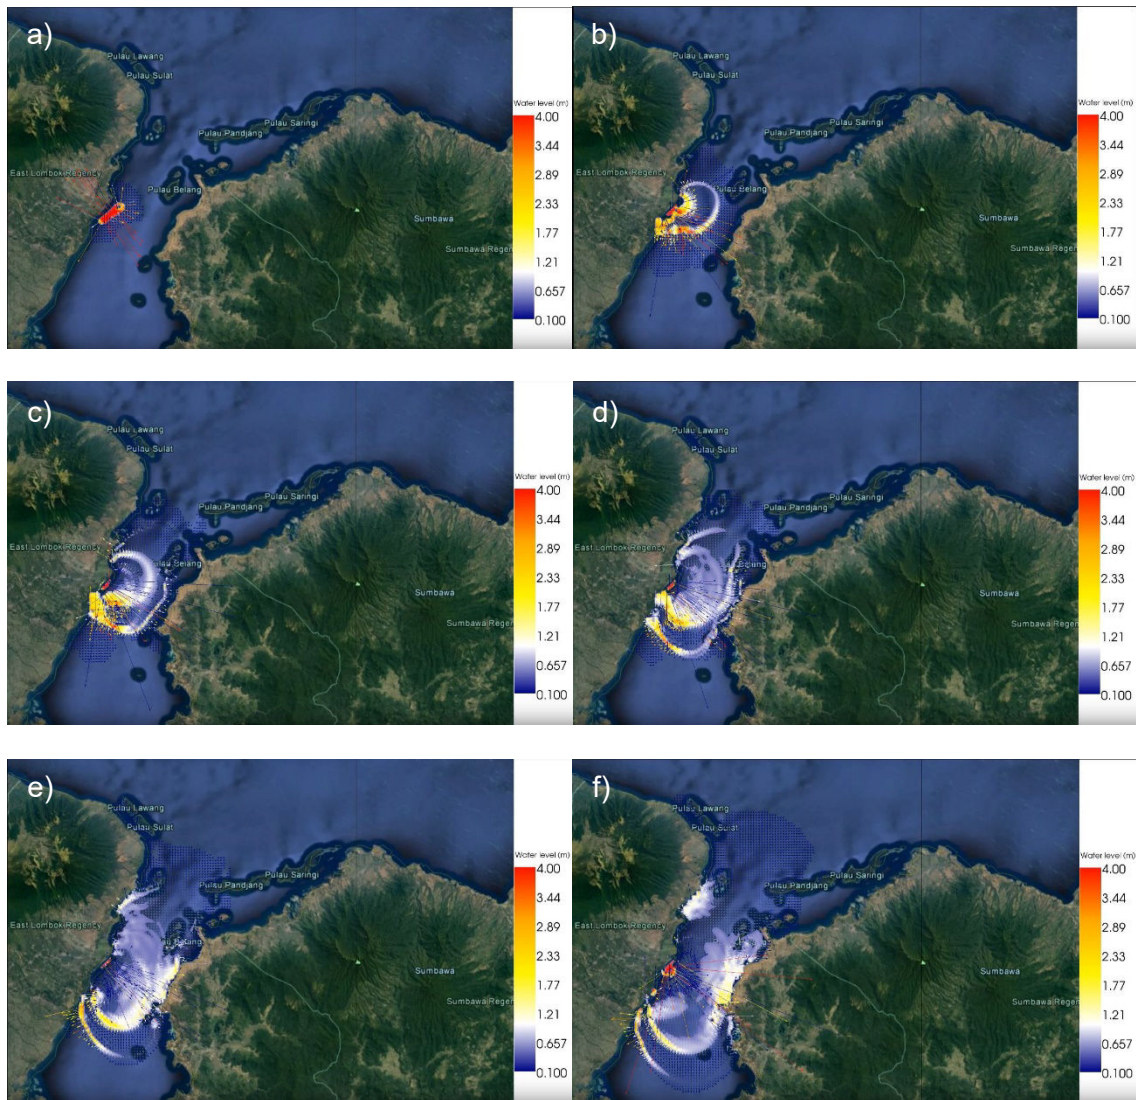 a)
Pulau Lawang
Pulau Sulat
Pulau Saringi
Pulau Pandjang
East Lombok Regency
Pulau Belang
Sumbawa
Sumbawa Reger
Water level (m)
4.00
3.44
2.89
2.33
1.77
1.21
0.657
0.100
b)
Pulau Lawang
Pulau Sulat
Pulau Saringi
Pulau Pandjang
East Lombok Regency
Pulau Belang
Sumbawa
Sumbawa Reger
Water level (m)
4.00
3.44
2.89
2.33
1.77
1.21
0.657
0.100
c)
Pulau Lawang
Pulau Sulat
Pulau Saringi
Pulau Pandjang
East Lombok Regency
ulau Belang
Sumbawa
Sumbawa Reger
Water level (m)
4.00
3.44
2.89
2.33
1.77
1.21
0.657
0.100
d)
Pulau Lawang
Pulau Sulat
Pulau Saringi
Pulau Pandjang
East Lombok Regency
Sumbawa
Sumbawa Reger
Water level (m)
4.00
3.44
2.89
2.33
1.77
1.21
0.657
0.100
e)
Pulau Lawang
Pulau Sulat
Pulau Saringi
Pulau Pandjang
East Lombok Regency
au Belang
Sumbawa
Sumbawa Reger
Water level (m)
4.00
3.44
2.89
2.33
1.77
1.21
0.657
0.100
f)
Pulau Lawang
Pulau Sulat
Pulau Saringi
Pulau Pandjang
East Lombok Regency
Sumbawa
Sumbawa Reger
Water level (m)
4.00
3.44
2.89
2.33
1.77
1.21
0.657
0.100